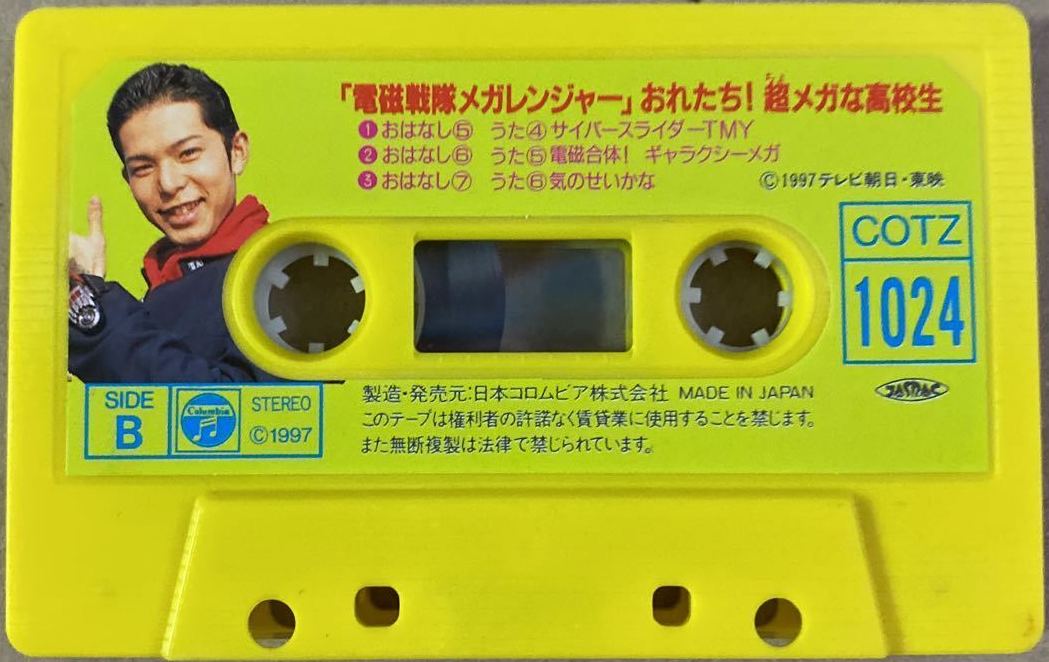 「電磁戦隊メガレンジャー」おれたち! 超メガな高校生
❶おはなし⑤ うた④サイバースライダーTMY
❷おはなし⑥ うた⑤電磁合体! ギャラクシーメガ
❸おはなし⑦ うた⑥気のせいかな
Ⓒ1997テレビ朝日・東映
COTZ
1024
SIDE
B
Columbia
STEREO
Ⓒ1997
製造・発売元:日本コロムビア株式会社 MADE IN JAPAN
このテープは権利者の許諾なく賃貸業に使用することを禁じます。
また無断複製は法律で禁じられています。
JASRAC